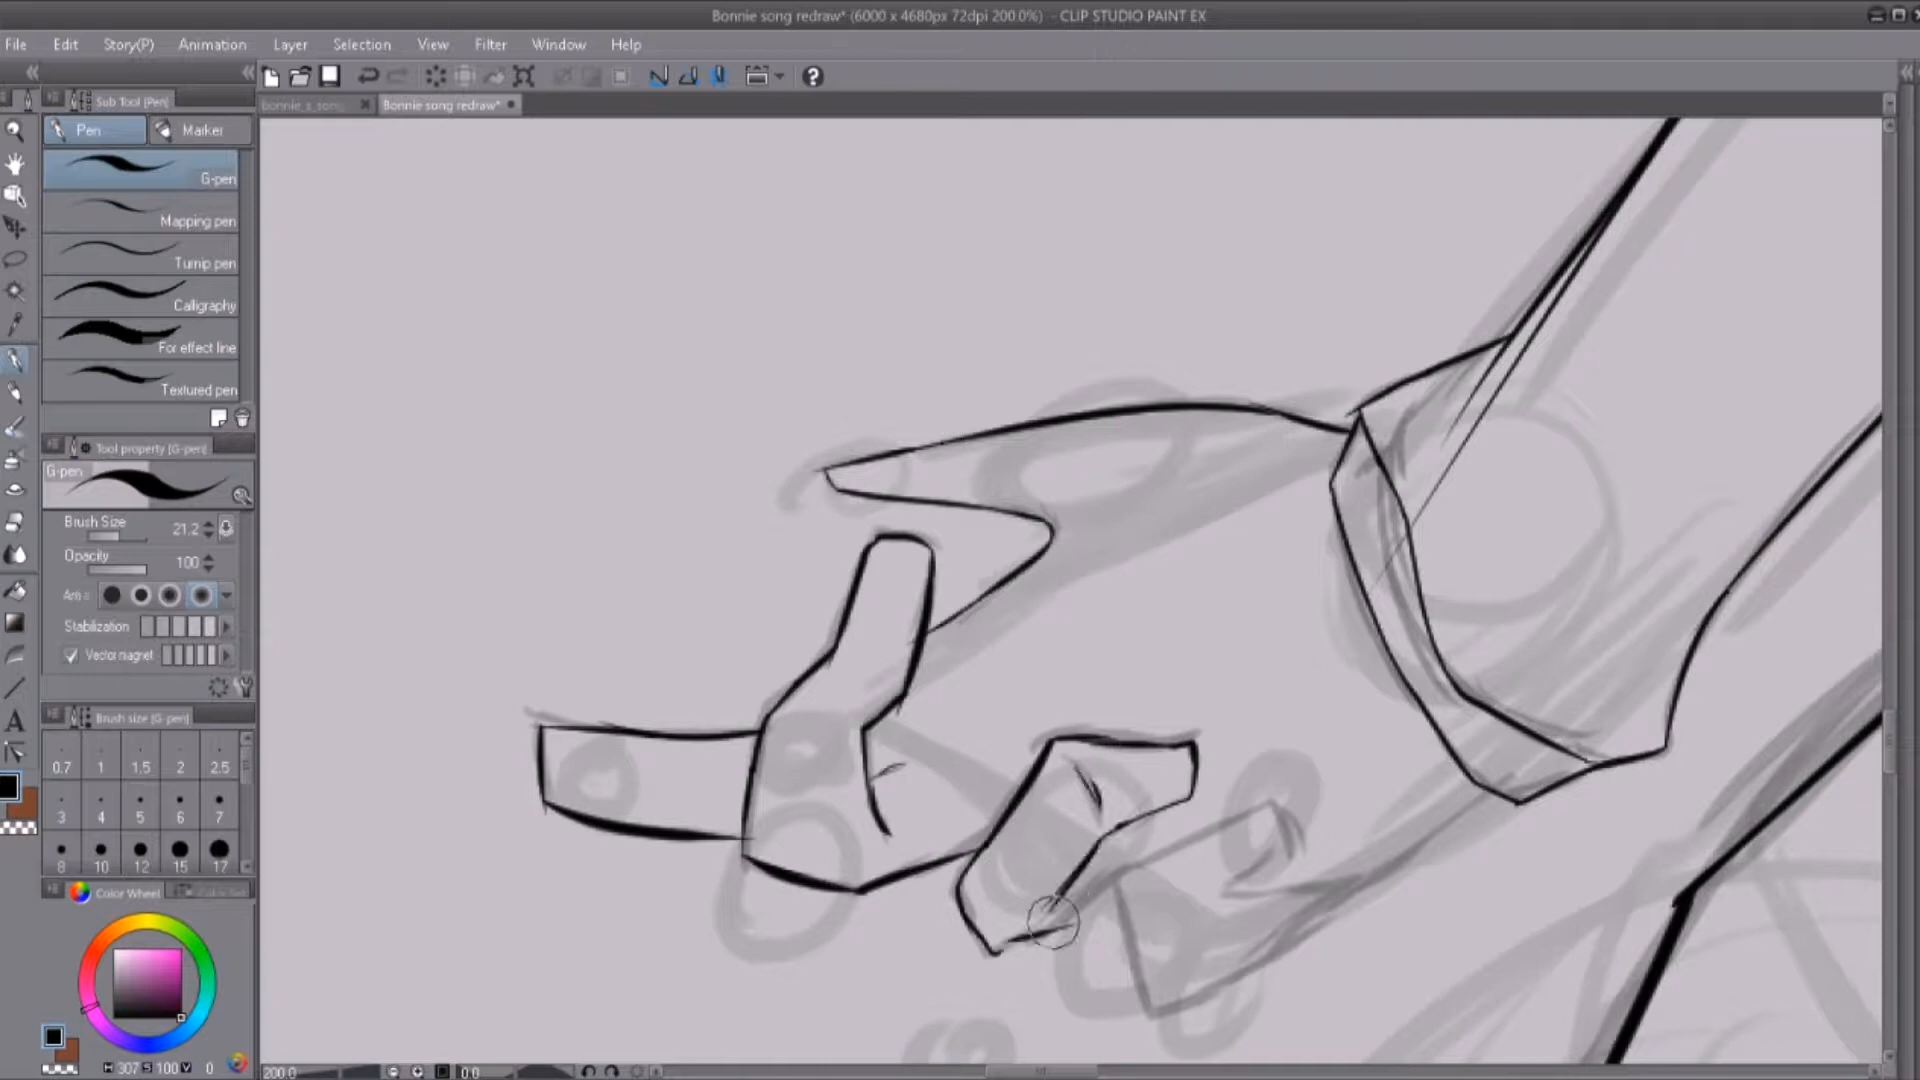 Bonnie song redraw* (6000 x 4680px 72dpi 200.0%) - CLIP STUDIO PAINT EX
File Edit Story(P) Animation Layer Selection View Filter Window Help
Sub Tool [Pen]
bonnie_s_song
Bonnie song redraw*
Pen Marker
G-pen
Mapping pen
Turnip pen
Calligraphy
For effect line
Textured pen
Tool property [G-pen]
G-pen
Brush Size 21.2
Opacity 100
Stabilization
Vector magnet
Brush size [G-pen]
0.7 1 1.5 2 2.5
3 4 5 6 7
8 10 12 15 17
Color Wheel
H 307 S 100 V 0
200.0 0.0